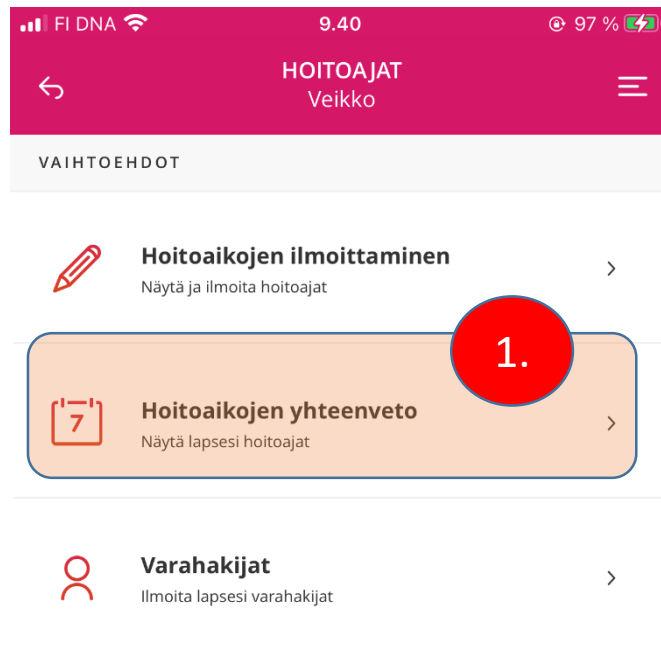 FI DNA 9.40 97 %
HOITOAJAT
Veikko
VAIHTOEHDOT
Hoitoaikojen ilmoittaminen
Näytä ja ilmoita hoitoajat
1.
7
Hoitoaikojen yhteenveto
Näytä lapsesi hoitoajat
Varahakijat
Ilmoita lapsesi varahakijat